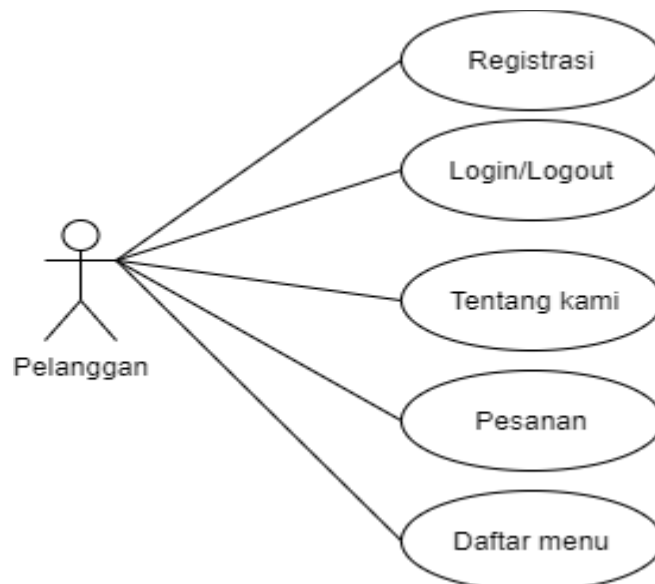 Registrasi
Login/Logout
Tentang kami
Pelanggan
Pesanan
Daftar menu